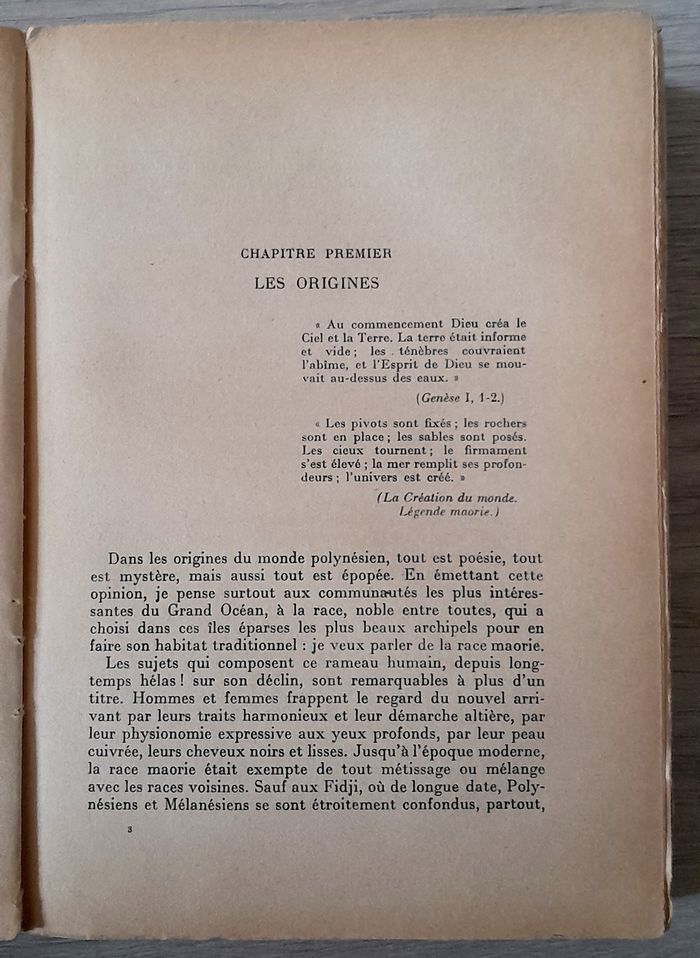 CHAPITRE PREMIER
LES ORIGINES
« Au commencement Dieu créa le
Ciel et la Terre. La terre était informe
et vide ; les . ténèbres couvraient
l'abîme, et l'Esprit de Dieu se mou-
vait au-dessus des eaux. »
(Genèse I, 1-2.)
« Les pivots sont fixés ; les rochers
sont en place ; les sables sont posés.
Les cieux tournent ; le firmament
s'est élevé ; la mer remplit ses profon-
deurs ; l'univers est créé. »
(La Création du monde.
Légende maorie.)
Dans les origines du monde polynésien, tout est poésie, tout
est mystère, mais aussi tout est épopée. En émettant cette
opinion, je pense surtout aux communautés les plus intéres-
santes du Grand Océan, à la race, noble entre toutes, qui a
choisi dans ces îles éparses les plus beaux archipels pour en
faire son habitat traditionnel : je veux parler de la race maorie.
Les sujets qui composent ce rameau humain, depuis long-
temps hélas ! sur son déclin, sont remarquables à plus d'un
titre. Hommes et femmes frappent le regard du nouvel arri-
vant par leurs traits harmonieux et leur démarche altière, par
leur physionomie expressive aux yeux profonds, par leur peau
cuivrée, leurs cheveux noirs et lisses. Jusqu'à l'époque moderne,
la race maorie était exempte de tout métissage ou mélange
avec les races voisines. Sauf aux Fidji, où de longue date, Poly-
nésiens et Mélanésiens se sont étroitement confondus, partout,
3